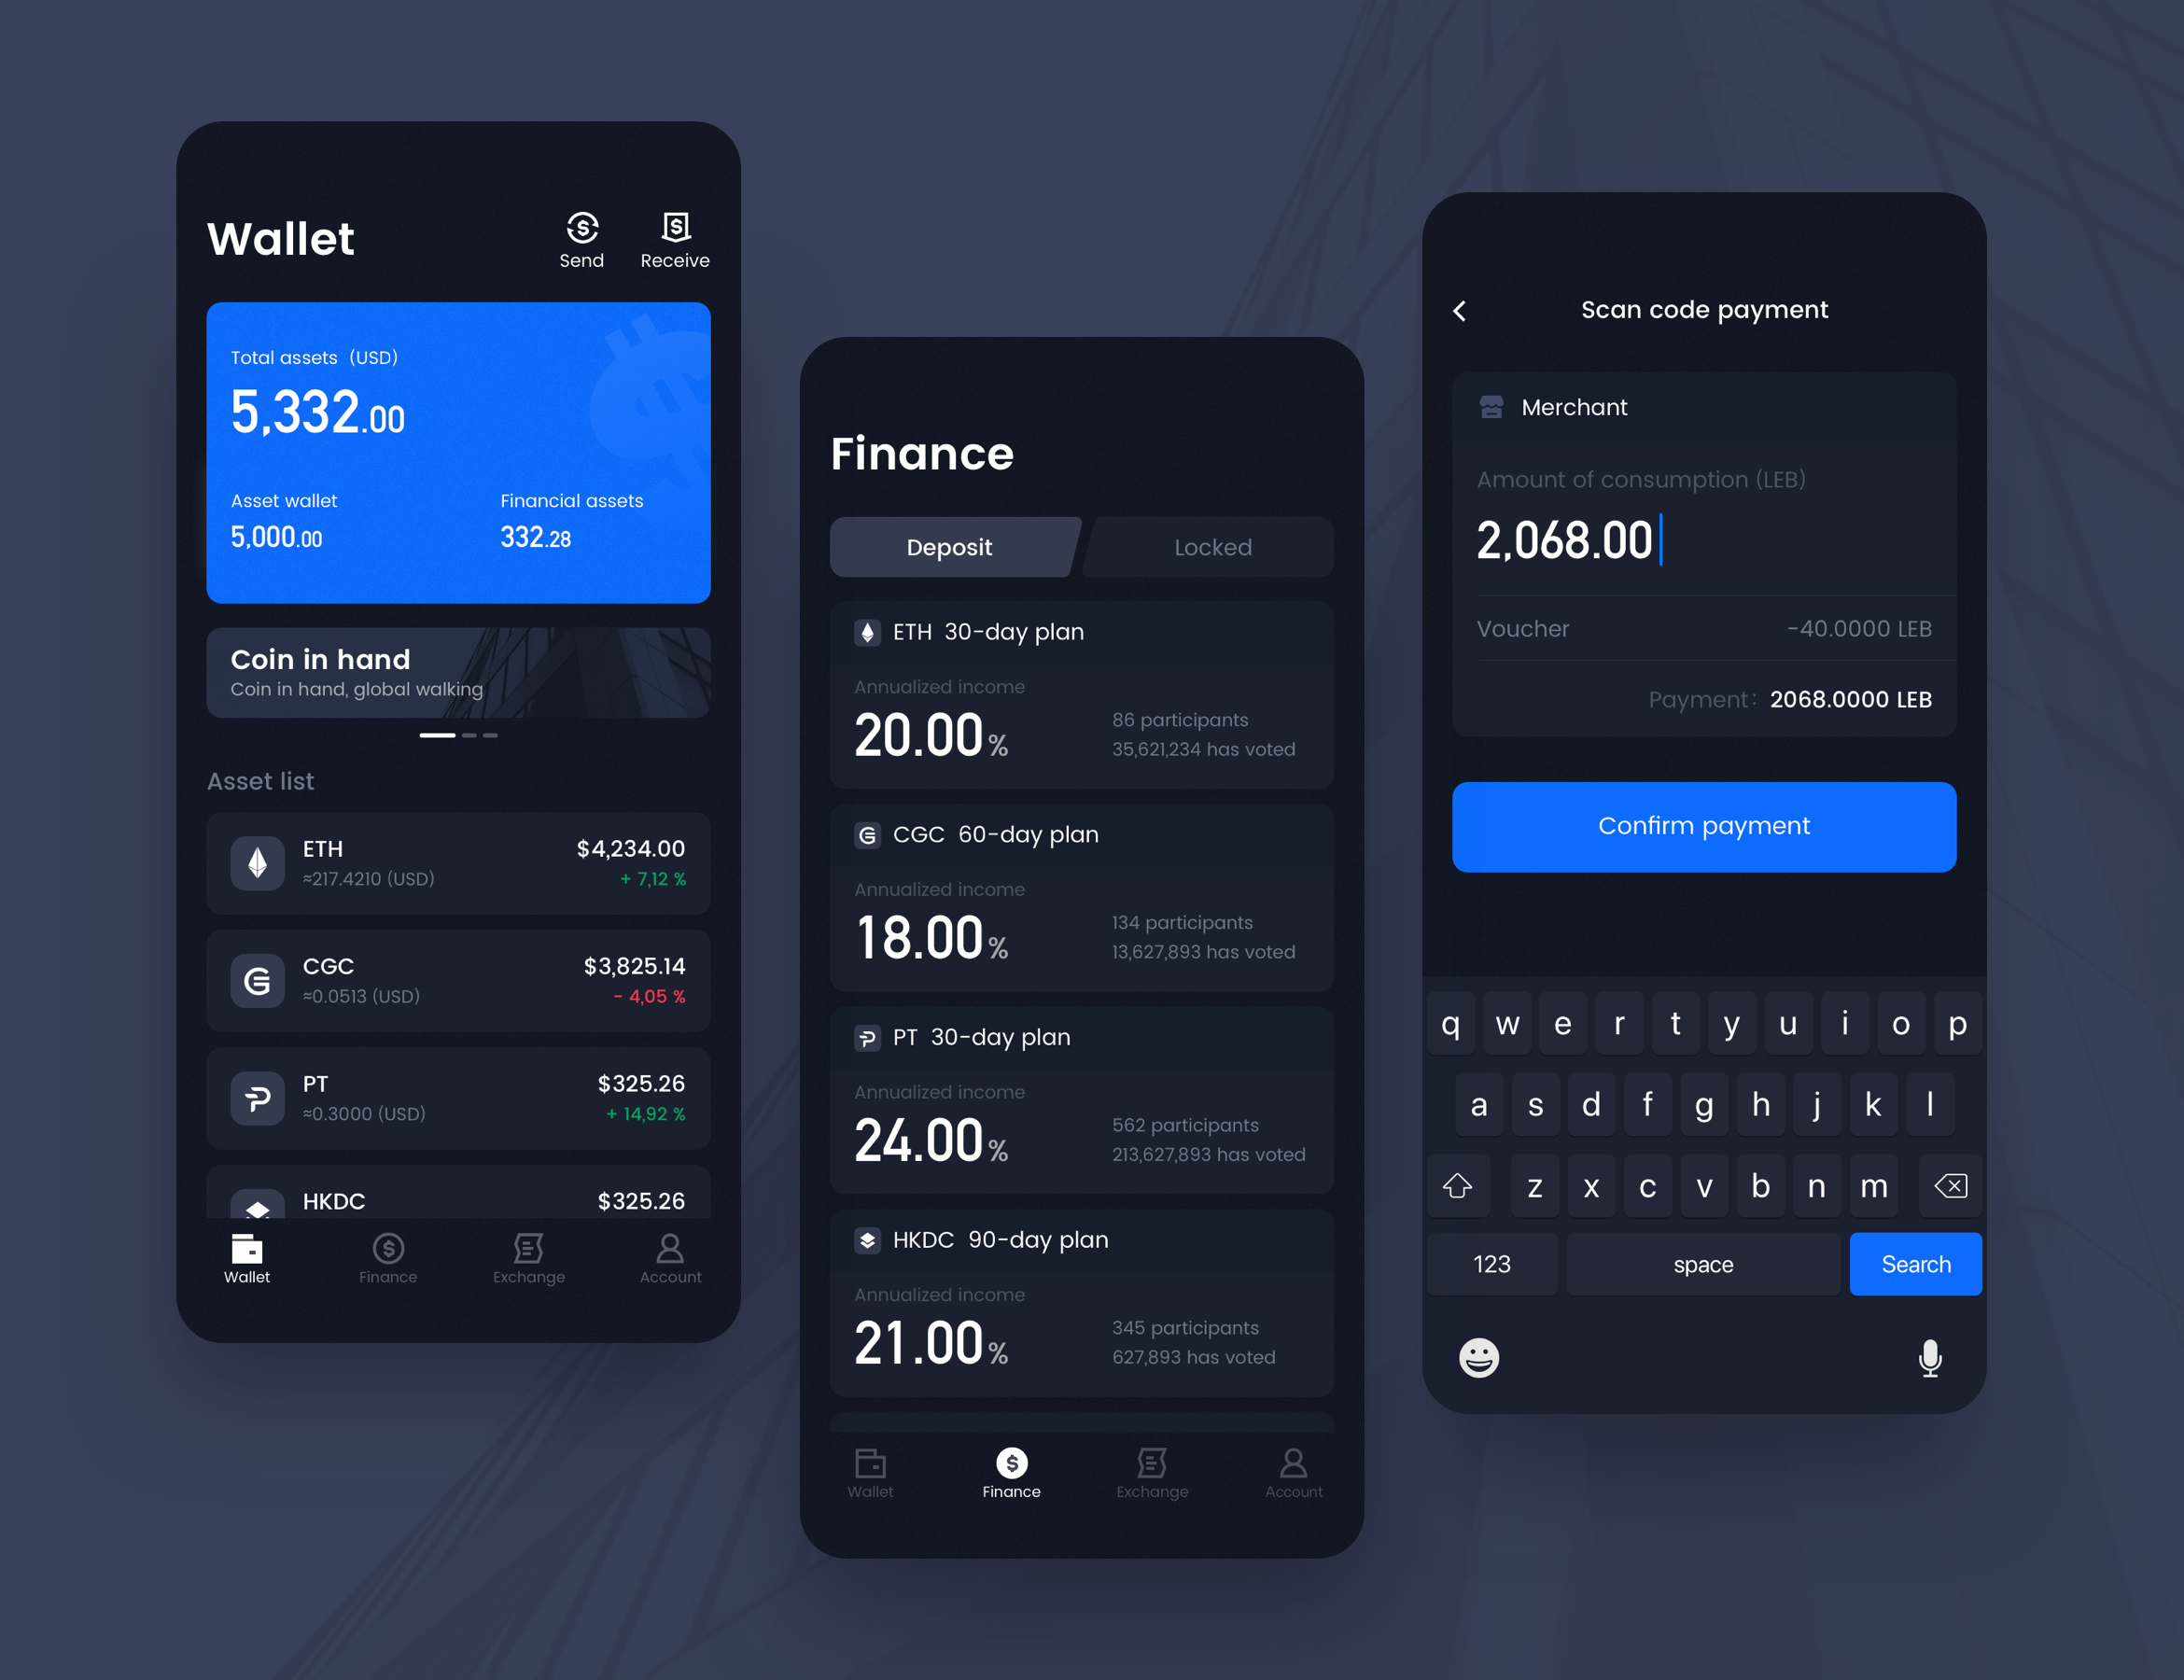 Wallet
Send
Receive
Total assets (USD)
5,332.00
Asset wallet
Financial assets
5,000.00
332.28
Coin in hand
Coin in hand, global walking
Asset list
ETH
$4,234.00
≈217.4210 (USD)
+ 7,12 %
CGC
$3,825.14
≈0.0513 (USD)
- 4,05 %
PT
$325.26
≈0.3000 (USD)
+ 14,92 %
HKDC
$325.26
Wallet
Finance
Exchange
Account
Finance
Deposit
Locked
ETH 30-day plan
Annualized income
20.00%
86 participants
35,621,234 has voted
CGC 60-day plan
Annualized income
18.00%
134 participants
13,627,893 has voted
PT 30-day plan
Annualized income
24.00%
562 participants
213,627,893 has voted
HKDC 90-day plan
Annualized income
21.00%
345 participants
627,893 has voted
Wallet
Finance
Exchange
Account
Scan code payment
Merchant
Amount of consumption (LEB)
2,068.00
Voucher
-40.0000 LEB
Payment: 2068.0000 LEB
Confirm payment
q w e r t y u i o p
a s d f g h j k l
z x c v b n m
123
space
Search